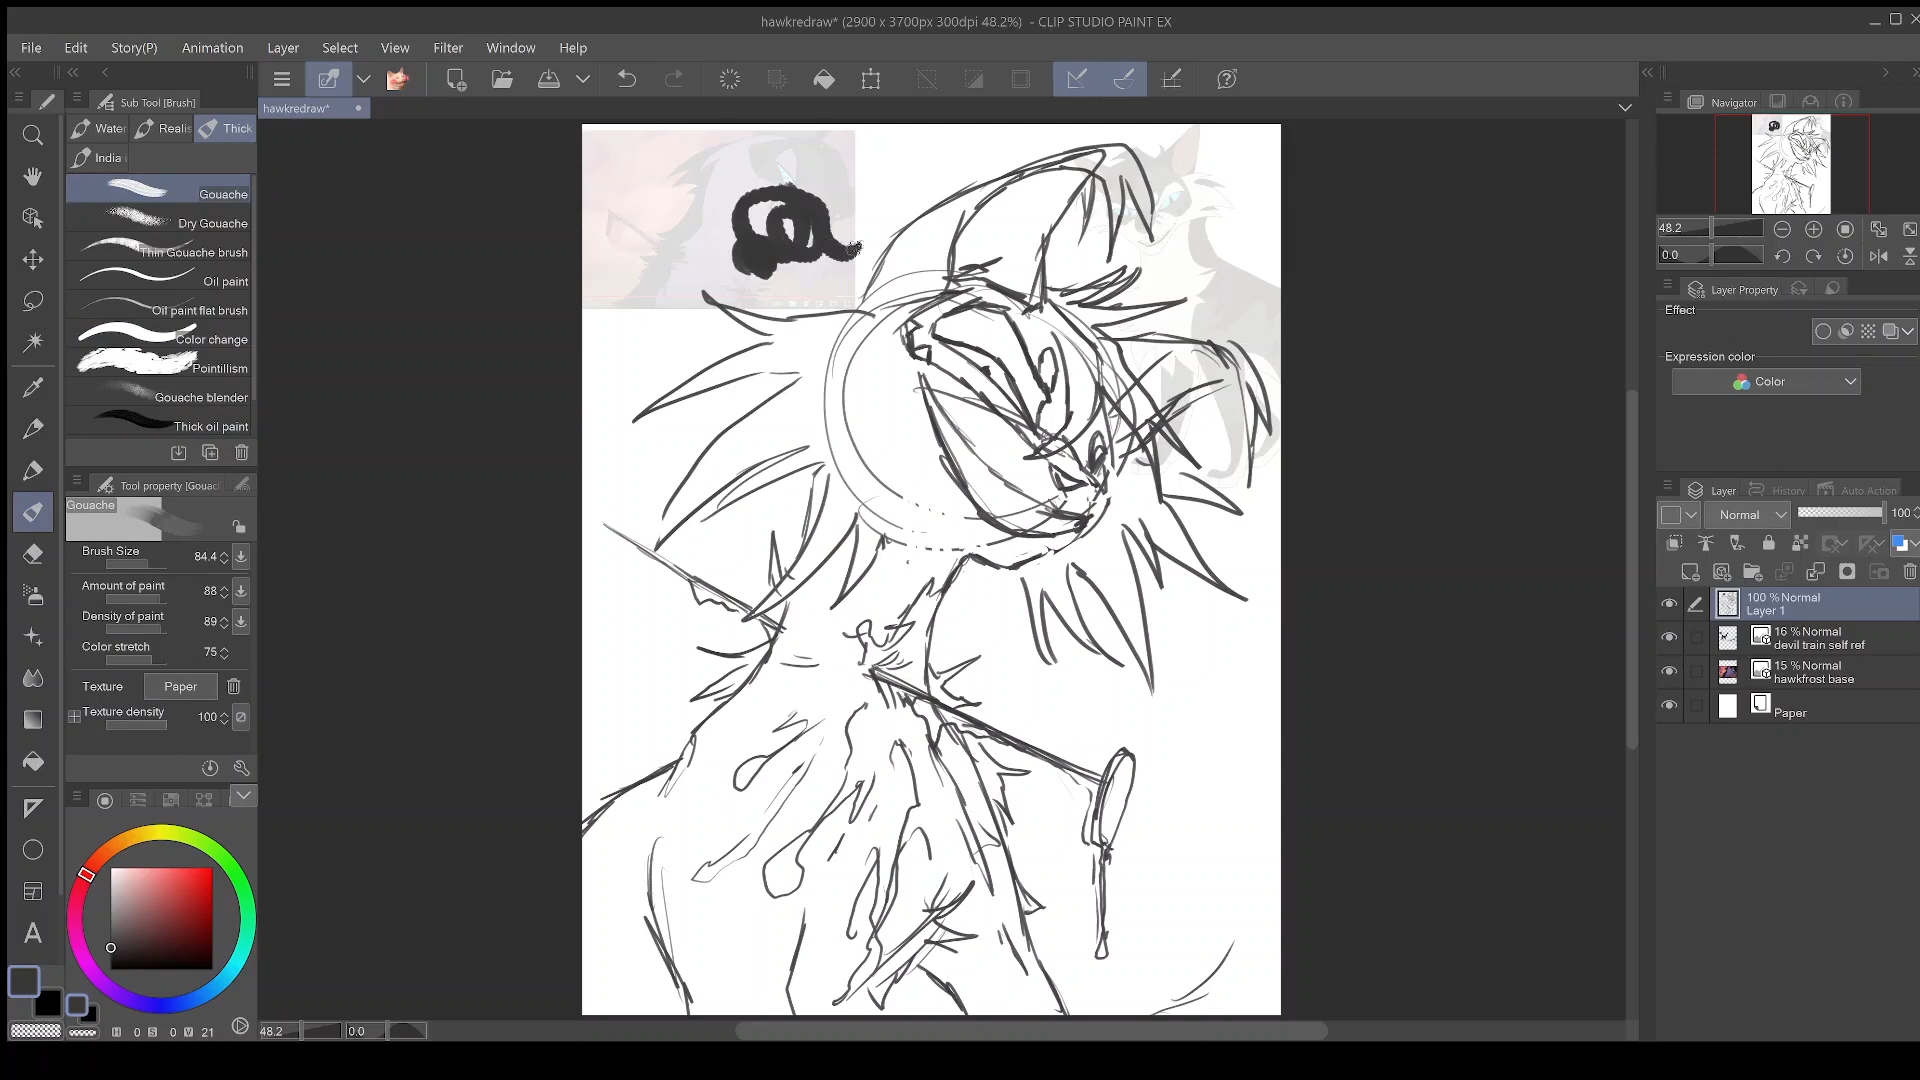 hawkredraw* (2900 x 3700px 300dpi 48.2%) - CLIP STUDIO PAINT EX
File Edit Story(P) Animation Layer Select View Filter Window Help
Sub Tool [Brush]
hawkredraw*
Navigator
Water Realis Thick
India i
Gouache
Dry Gouache
Thin Gouache brush
Oil paint
Oil paint flat brush
Color change
Pointillism
Gouache blender
Thick oil paint
Tool property [Gouac
Gouache
Brush Size 84.4
Amount of paint 88
Density of paint 89
Color stretch 75
Texture Paper
Texture density 100
H 0 S 0 V 21
48.2 0.0
48.2
0.0
Layer Property
Effect
Expression color
Color
Layer History Auto Action
Normal 100
100 % Normal
Layer 1
16 % Normal
devil train self ref
15 % Normal
hawkfrost base
Paper